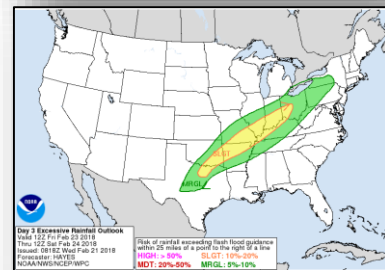 SLGT
MRGL
noaa
Day 3 Excessive Rainfall Outlook
Valid 12Z Fri Feb 23 2018
Thru 12Z Sat Feb 24 2018
Issued: 0819Z Wed Feb 21 2018
Forecaster: HAYES
NOAA/NWS/NCEP/WPC
Risk of rainfall exceeding flash flood guidance
within 25 miles of a point to the right of a line
HIGH: > 50% SLGT: 10%-20%
MDT: 20%-50% MRGL: 5%-10%